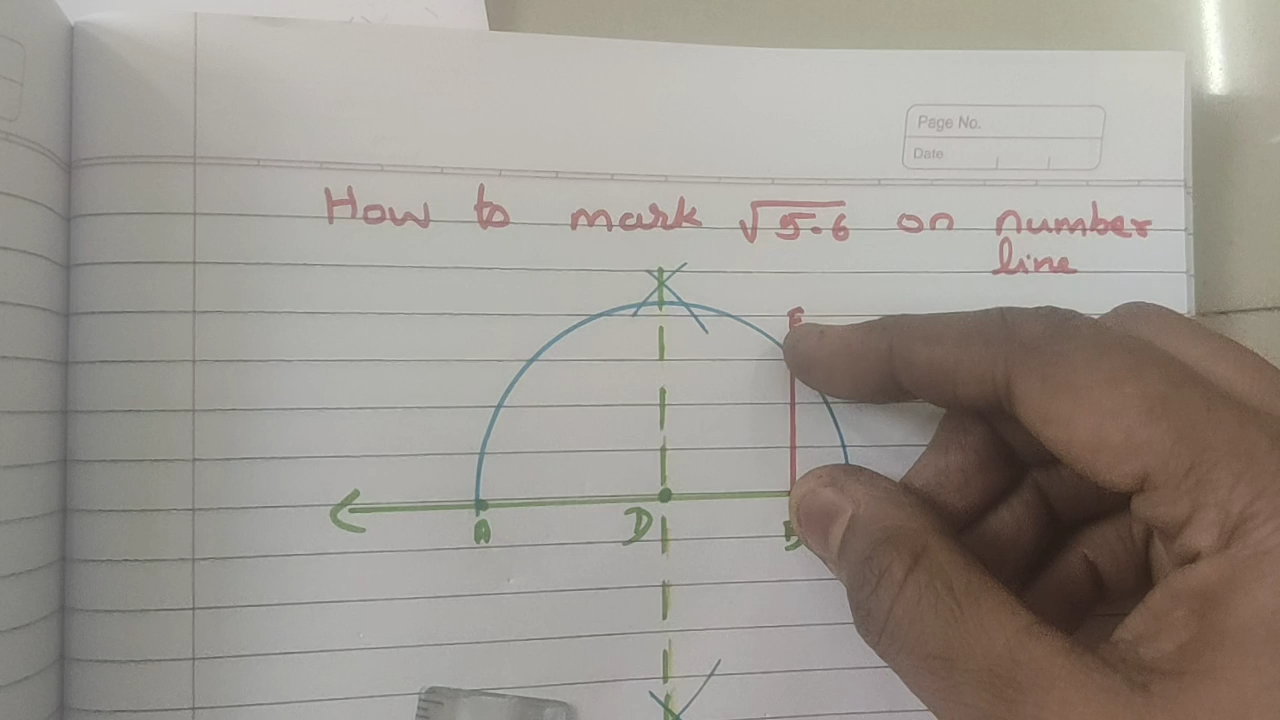 Page No.
Date
How to mark √5.6 on number
line
A
D